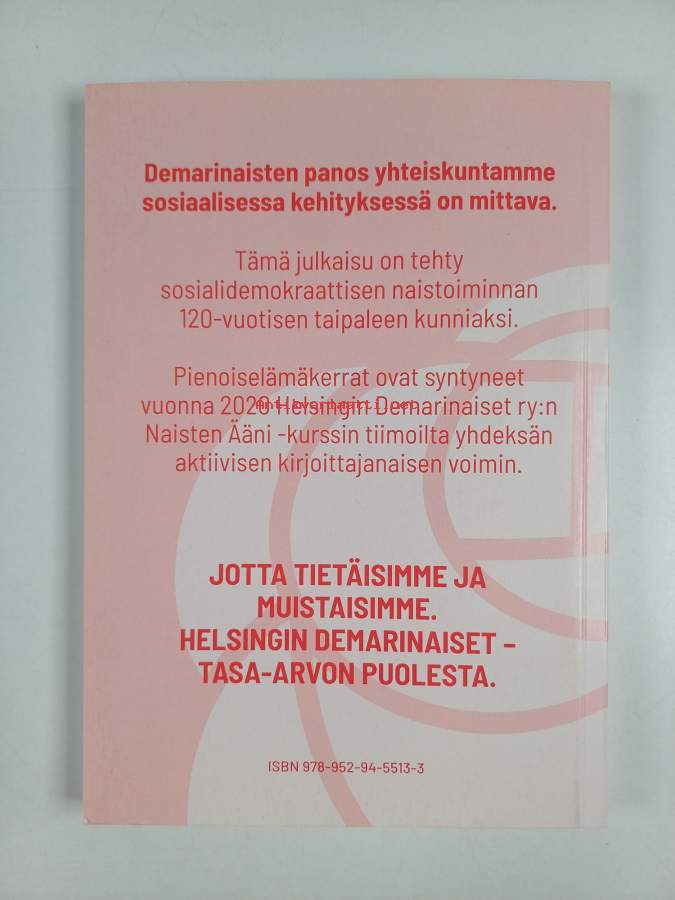 Demarinaisten panos yhteiskuntamme
sosiaalisessa kehityksessä on mittava.
Tämä julkaisu on tehty
sosialidemokraattisen naistoiminnan
120-vuotisen taipaleen kunniaksi.
Pienoiselämäkerrat ovat syntyneet
vuonna 2020 Helsingin Demarinaiset ry:n
Naisten Ääni -kurssin tiimoilta yhdeksän
aktiivisen kirjoittajanaisen voimin.
JOTTA TIETÄISIMME JA
MUISTAISIMME.
HELSINGIN DEMARINAISET –
TASA-ARVON PUOLESTA.
ISBN 978-952-94-5513-3